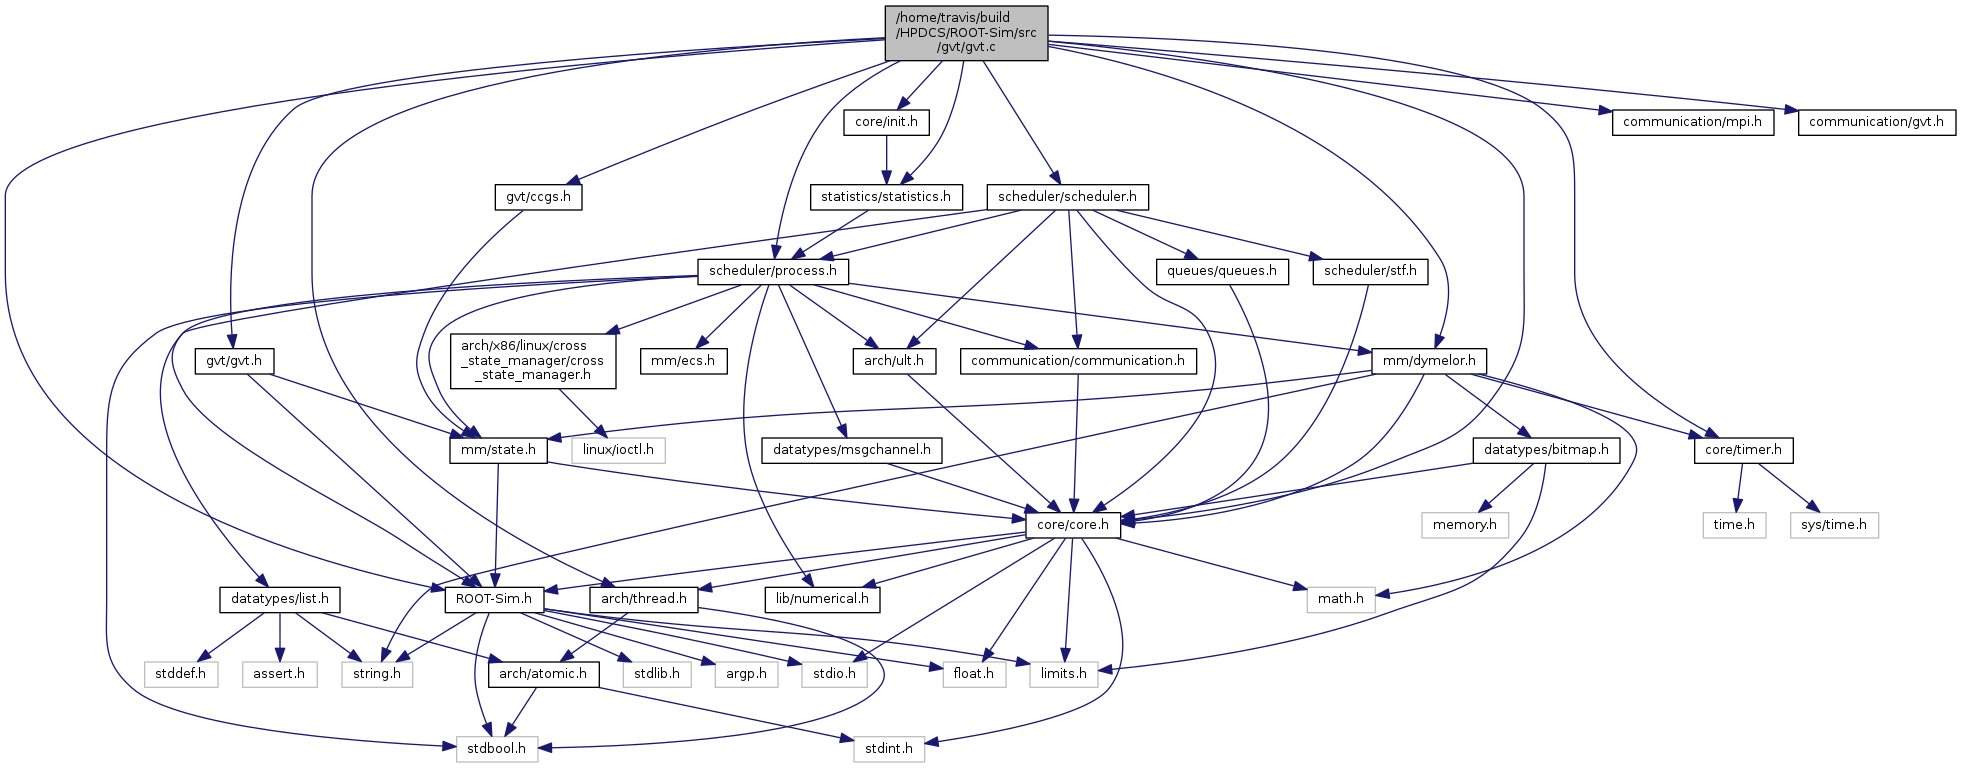 /home/travis/build
/HPDCS/ROOT-Sim/src
/gvt/gvt.c
core/init.h
communication/mpi.h
communication/gvt.h
gvt/ccgs.h
statistics/statistics.h
scheduler/scheduler.h
scheduler/process.h
queues/queues.h
scheduler/stf.h
gvt/gvt.h
arch/x86/linux/cross
_state_manager/cross
_state_manager.h
mm/ecs.h
arch/ult.h
communication/communication.h
mm/dymelor.h
mm/state.h
linux/ioctl.h
datatypes/msgchannel.h
datatypes/bitmap.h
core/timer.h
core/core.h
memory.h
time.h
sys/time.h
datatypes/list.h
ROOT-Sim.h
arch/thread.h
lib/numerical.h
math.h
stddef.h
assert.h
string.h
arch/atomic.h
stdlib.h
argp.h
stdio.h
float.h
limits.h
stdbool.h
stdint.h